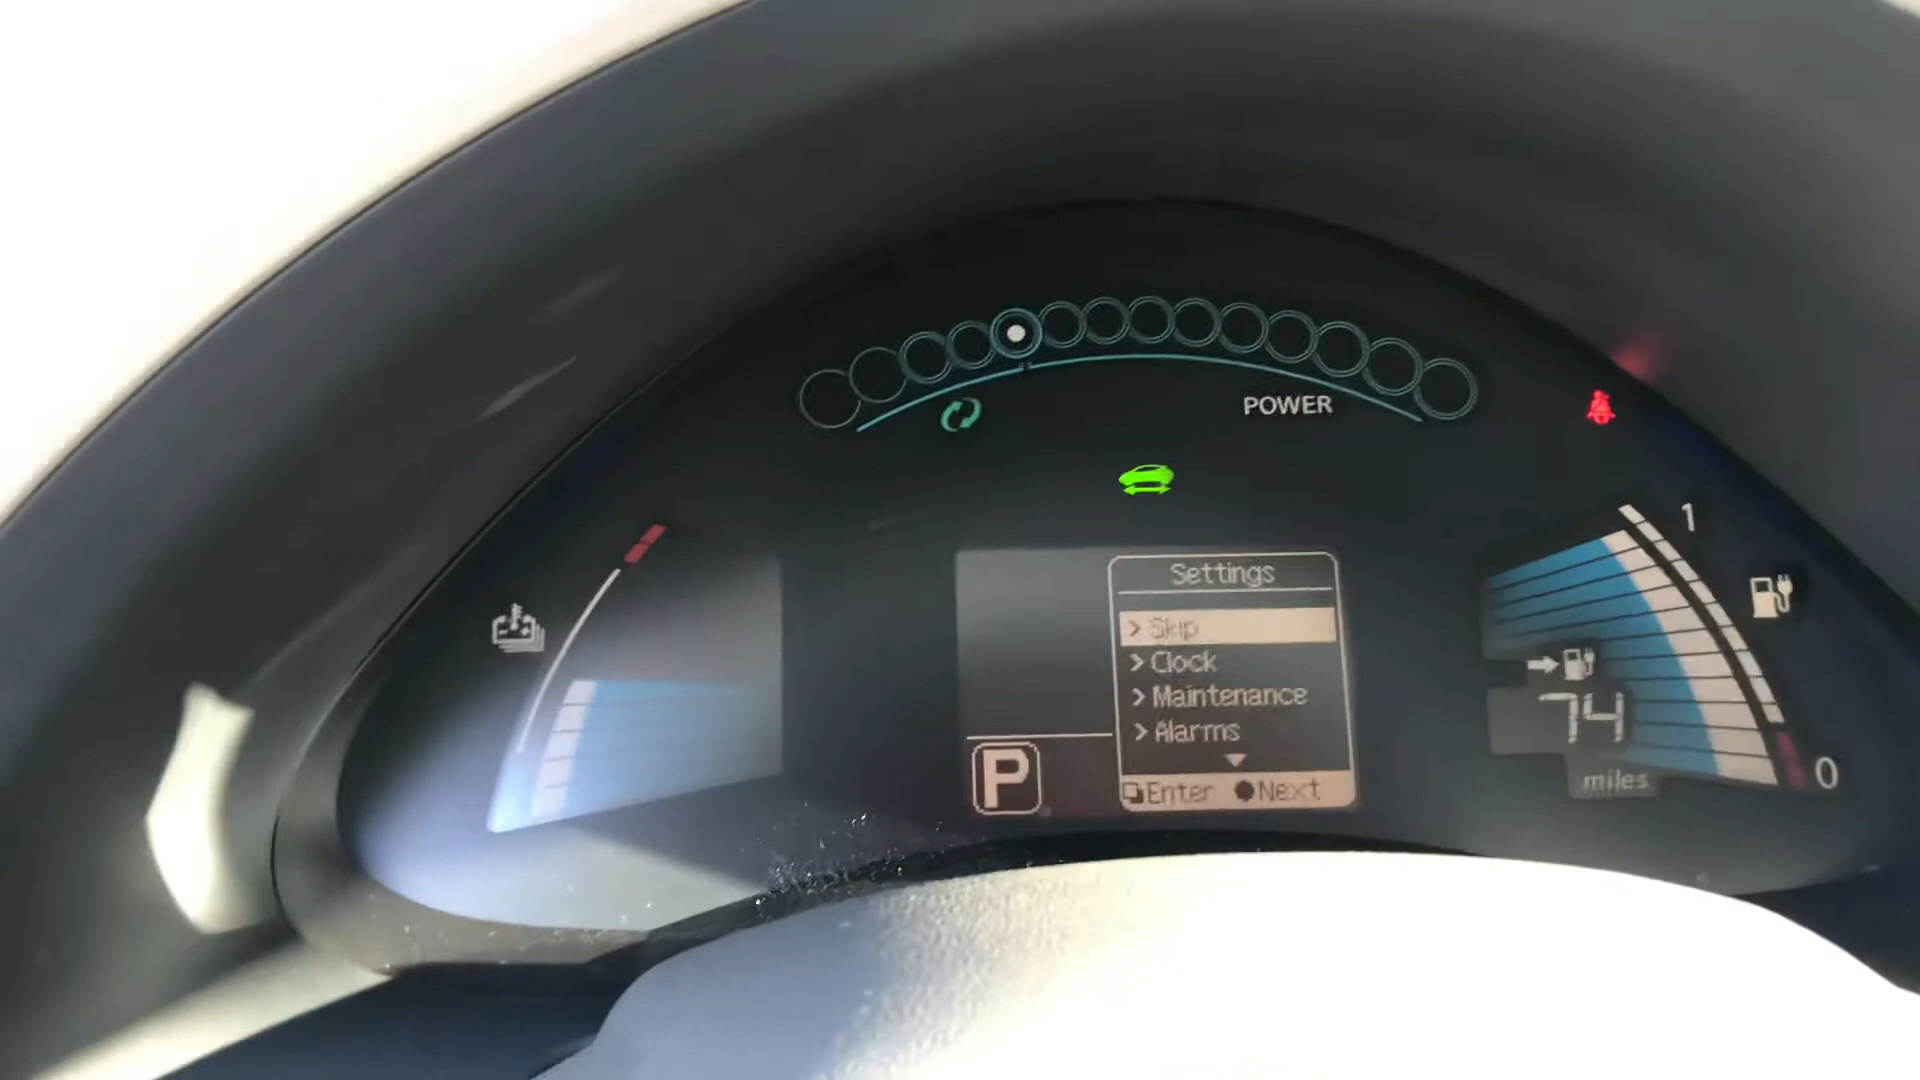 POWER
1
Settings
> Skip
> Clock
> Maintenance
> Alarms
Enter Next
P
74
miles
0